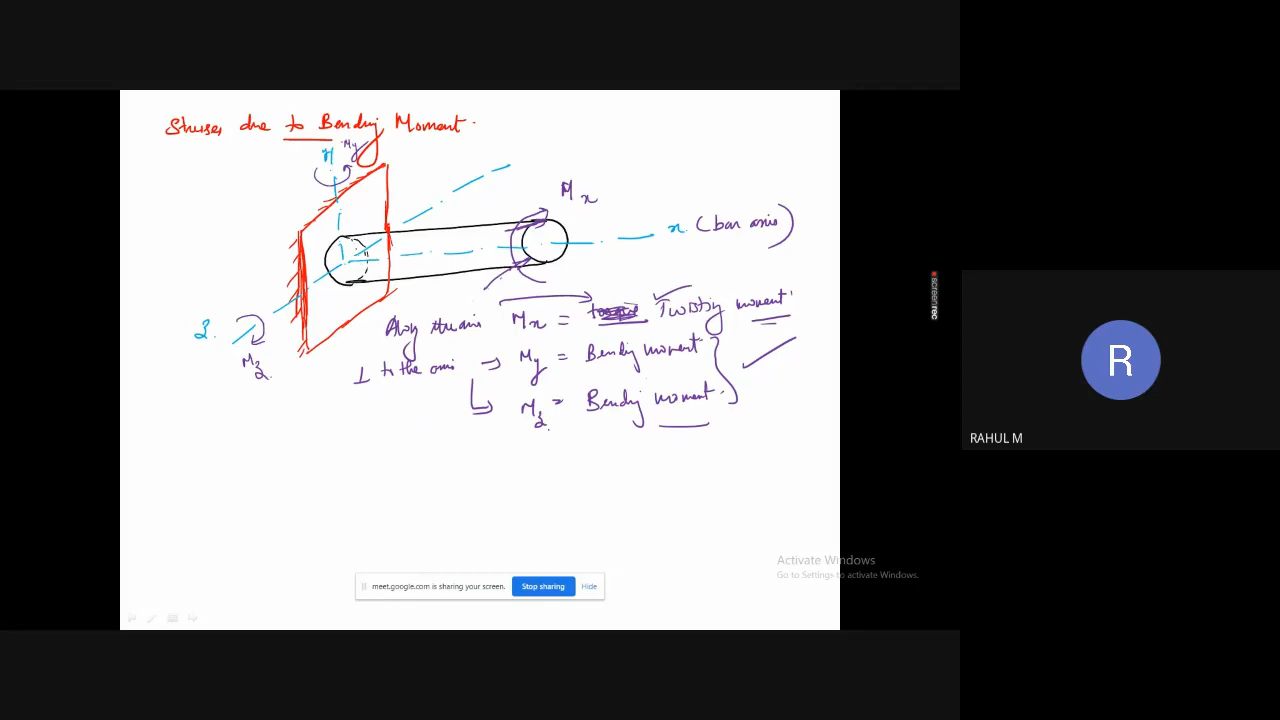 Stresses due to Bending Moment.
y My
Mx
x (bar axis)
z
Mz
Along the axis Mx = Twisting moment.
⊥ to the axis → My = Bending moment
Mz = Bending moment.
RAHUL M
screenrec
Activate Windows
Go to Settings to activate Windows.
meet.google.com is sharing your screen. Stop sharing Hide
R